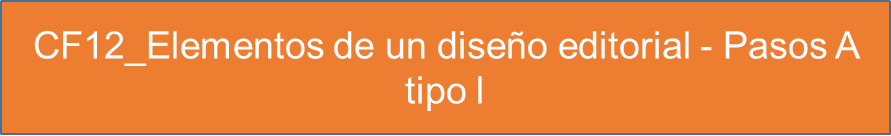 CF12_Elementos de un diseño editorial - Pasos A
tipo I